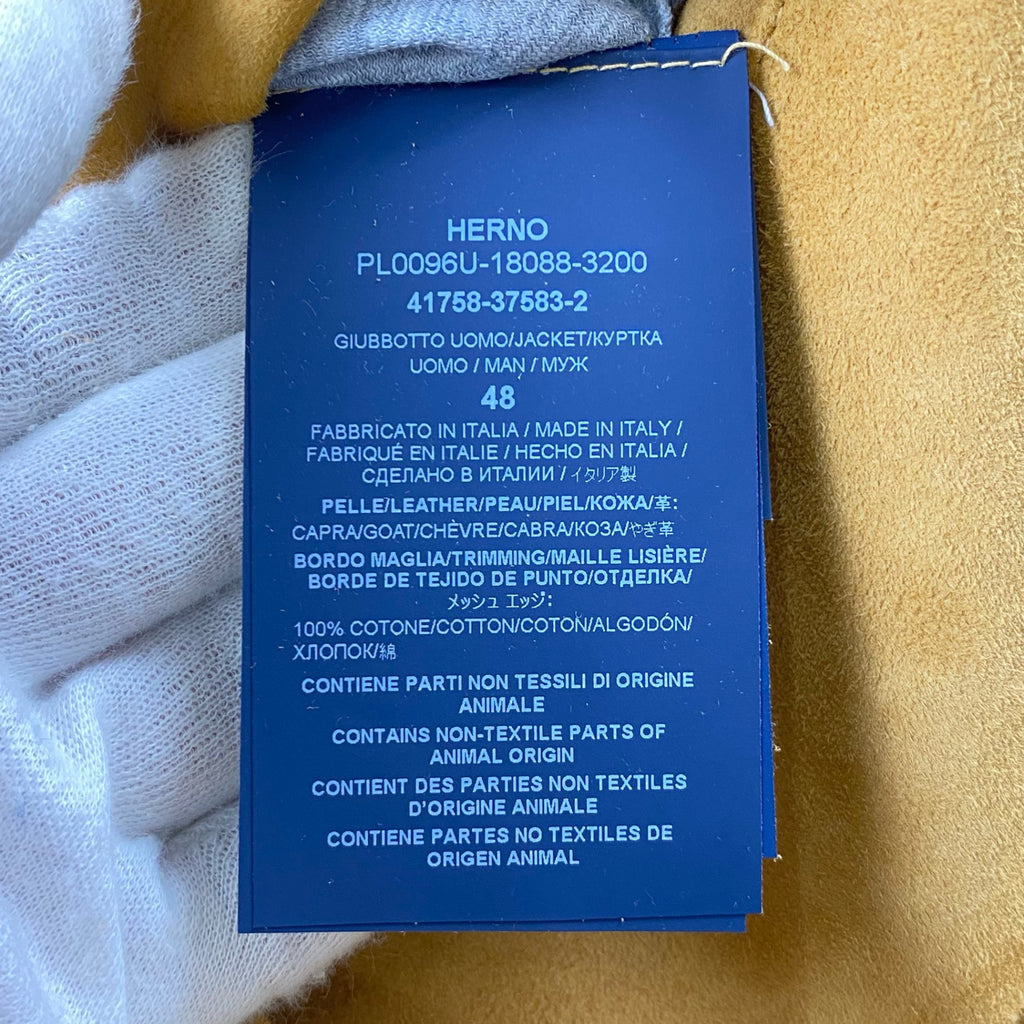 HERNO
PL0096U-18088-3200
41758-37583-2
GIUBBOTTO UOMO/JACKET/КУРТКА
UOMO / MAN / МУЖ
48
FABBRICATO IN ITALIA / MADE IN ITALY /
FABRIQUÉ EN ITALIE / HECHO EN ITALIA /
СДЕЛАНО В ИТАЛИИ / イタリア製
PELLE/LEATHER/PEAU/PIEL/КОЖА/革:
CAPRA/GOAT/CHÈVRE/CABRA/КОЗА/やぎ革
BORDO MAGLIA/TRIMMING/MAILLE LISIÈRE/
BORDE DE TEJIDO DE PUNTO/ОТДЕЛКА/
メッシュ エッジ:
100% COTONE/COTTON/COTON/ALGODÓN/
ХЛОПОК/綿
CONTIENE PARTI NON TESSILI DI ORIGINE
ANIMALE
CONTAINS NON-TEXTILE PARTS OF
ANIMAL ORIGIN
CONTIENT DES PARTIES NON TEXTILES
D'ORIGINE ANIMALE
CONTIENE PARTES NO TEXTILES DE
ORIGEN ANIMAL